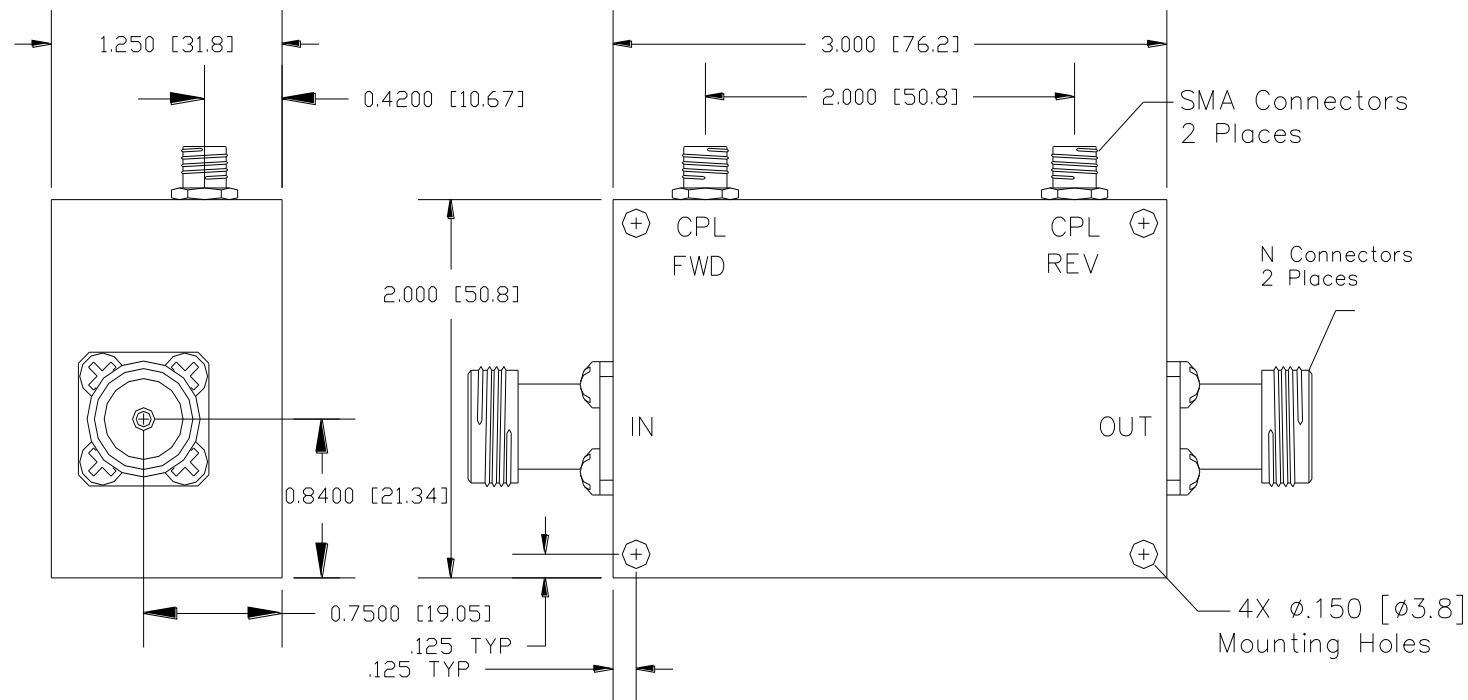 1.250 [31.8]
3.000 [76.2]
0.4200 [10.67]
2.000 [50.8]
SMA Connectors
2 Places
CPL
FWD
CPL
REV
N Connectors
2 Places
2.000 [50.8]
IN
OUT
0.8400 [21.34]
0.7500 [19.05]
.125 TYP
.125 TYP
4X ø.150 [ø3.8]
Mounting Holes